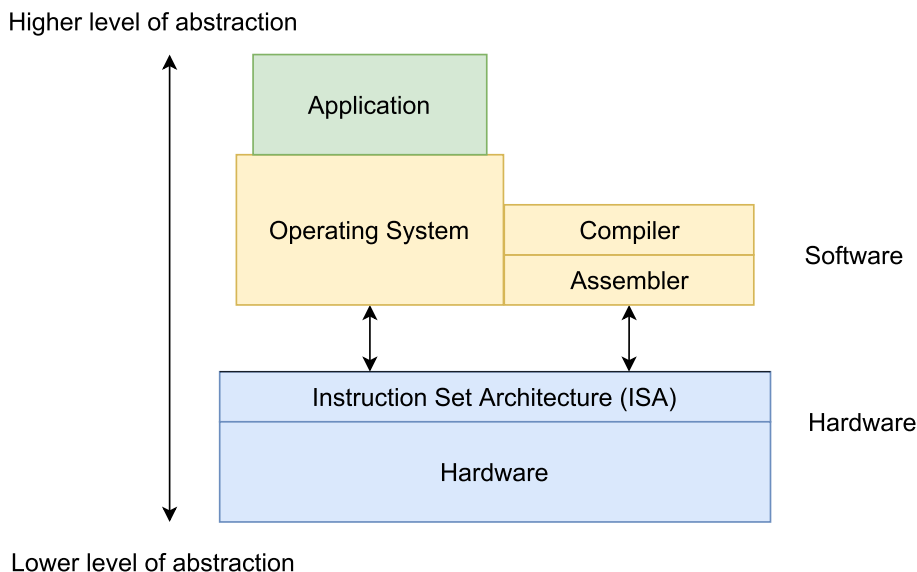 Higher level of abstraction
Application
Operating System
Compiler
Assembler
Software
Instruction Set Architecture (ISA)
Hardware
Hardware
Lower level of abstraction